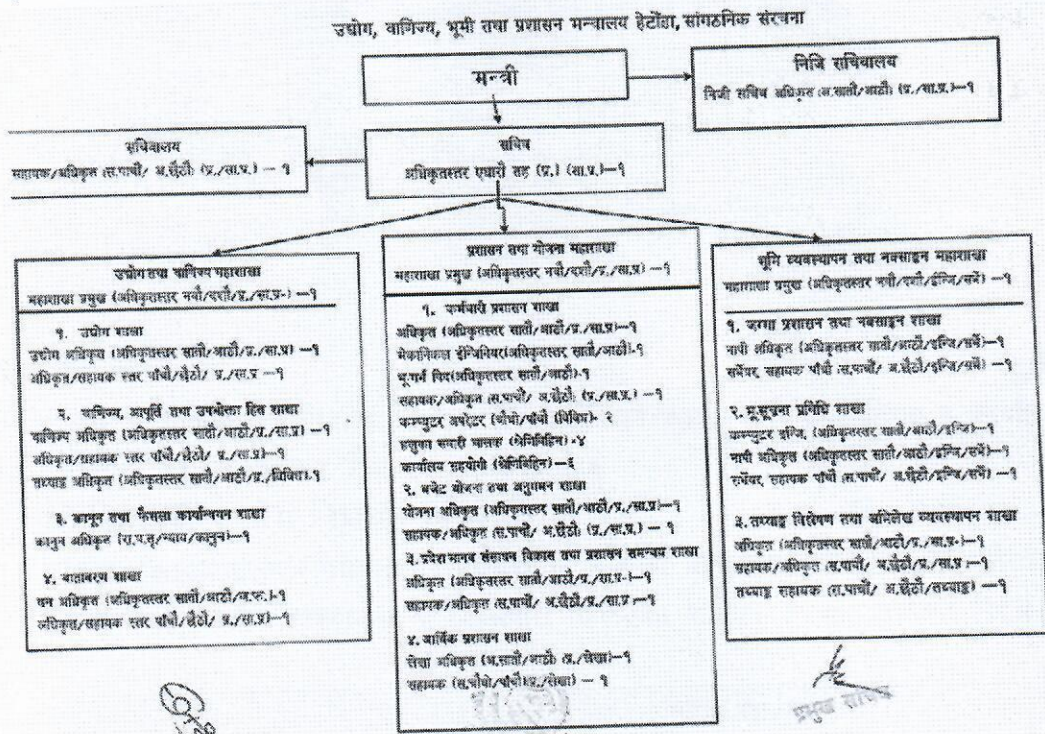 उद्योग, वाणिज्य, भूमी तथा प्रशासन मन्त्रालय हेटौंडा, सांगठनिक संरचना
मन्त्री
निजि सचिवालय
निजी सचिव अधिकृत (अ.सातौं/आठौं) (प्र./सा.प्र.)–१
सचिवालय
सहायक/अधिकृत (स.पाचौं/ अ.छैठौं) (प्र./सा.प्र.) – १
सचिव
अधिकृतस्तर एघारौ तह (प्र.) (सा.प्र.)–१
उद्योग तथा वाणिज्य महाशाखा
महाशाखा प्रमुख (अधिकृतस्तर नवौं/दशौं/प्र./सा.प्र.) –१
१. उद्योग शाखा
उद्योग अधिकृत (अधिकृतस्तर सातौं/आठौं/प्र./सा.प्र) –१
अधिकृत/सहायक स्तर पाँचौं/छैठौं/ प्र./सा.प्र –१
२. वाणिज्य, आपूर्ति तथा उपभोक्ता हित शाखा
वाणिज्य अधिकृत (अधिकृतस्तर सातौं/आठौं/प्र./सा.प्र) –१
अधिकृत/सहायक स्तर पाँचौं/छैठौं/ प्र./सा.प्र)–१
तथ्याङ्क अधिकृत (अधिकृतस्तर सातौं/आठौं/प्र./विविध).१
३. कानून तथा फैसला कार्यान्वयन शाखा
कानुन अधिकृत (रा.प.तृ/न्याय/कानुन)–१
४. वातावरण शाखा
वन अधिकृत (अधिकृतस्तर सातौं/आठौं/व.फ.)-१
अधिकृत/सहायक स्तर पाँचौं/छैठौं/ प्र./सा.प्र)–१
प्रशासन तथा योजना महाशाखा
महाशाखा प्रमुख (अधिकृतस्तर नवौं/दशौं/प्र./सा.प्र) –१
१. कर्मचारी प्रशासन शाखा
अधिकृत (अधिकृतस्तर सातौं/आठौं/प्र./सा.प्र)–१
मेकानिकल ईन्जिनियर(अधिकृतस्तर सातौं/आठौं)-१
भू-गर्भ विद(अधिकृतस्तर सातौं/आठौं)-१
सहायक/अधिकृत (स.पाचौं/ अ.छैठौं) (प्र./सा.प्र.) –१
कम्प्युटर अपरेटर (चौथो/पाँचौं (विविध)- २
हलुका सवारी चालक (श्रेनिबिहिन) -४
कार्यालय सहयोगी (श्रेनिबिहिन) –६
२. बजेट योजना तथा अनुगमन शाखा
योजना अधिकृत (अधिकृतस्तर सातौं/आठौं/प्र./सा.प्र)–१
सहायक/अधिकृत (स.पाचौं/ अ.छैठौं) (प्र./सा.प्र.) – १
३. प्रदेश मानव संसाधन विकास तथा प्रशासन समन्वय शाखा
अधिकृत (अधिकृतस्तर सातौं/आठौं/प्र./सा.प्र.)–१
सहायक/अधिकृत (स.पाचौं/ अ.छैठौं/प्र./सा.प्र)–१
४. आर्थिक प्रशासन शाखा
लेखा अधिकृत (अ.सातौं/आठौं) (प्र./लेखा)–१
सहायक (स.चौथो/पाँचौं)(प्र./लेखा) – १
भूमि व्यवस्थापन तथा नक्साङ्कन महाशाखा
महाशाखा प्रमुख (अधिकृतस्तर नवौं/दशौं/ईन्जि/सर्भे) –१
१. जग्गा प्रशासन तथा नक्साङ्कन शाखा
नापी अधिकृत (अधिकृतस्तर सातौं/आठौं/इन्जि/सर्भे)–१
सर्भेयर, सहायक पाँचौं (स.पाचौं/ अ.छैठौं/इन्जि/सर्भे)–१
२. भू-सूचना प्रविधि शाखा
कम्प्युटर इन्जि. (अधिकृतस्तर सातौं/आठौं/इन्जि)–१
नापी अधिकृत (अधिकृतस्तर सातौं/आठौं/इन्जि/सर्भे)–१
सर्भेयर, सहायक पाँचौं (स.पाचौं/ अ.छैठौं/ईन्जि/सर्भे)–१
३. तथ्याङ्क विश्लेषण तथा अभिलेख व्यवस्थापन शाखा
अधिकृत (अधिकृतस्तर सातौं/आठौं/प्र./सा.प्र.)–१
सहायक/अधिकृत (स.पाचौं/ अ.छैठौं/प्र./सा.प्र)–१
तथ्याङ्क सहायक (स.पाचौं/ अ.छैठौं/तथ्याङ्क) –१
प्रमुख सचिव